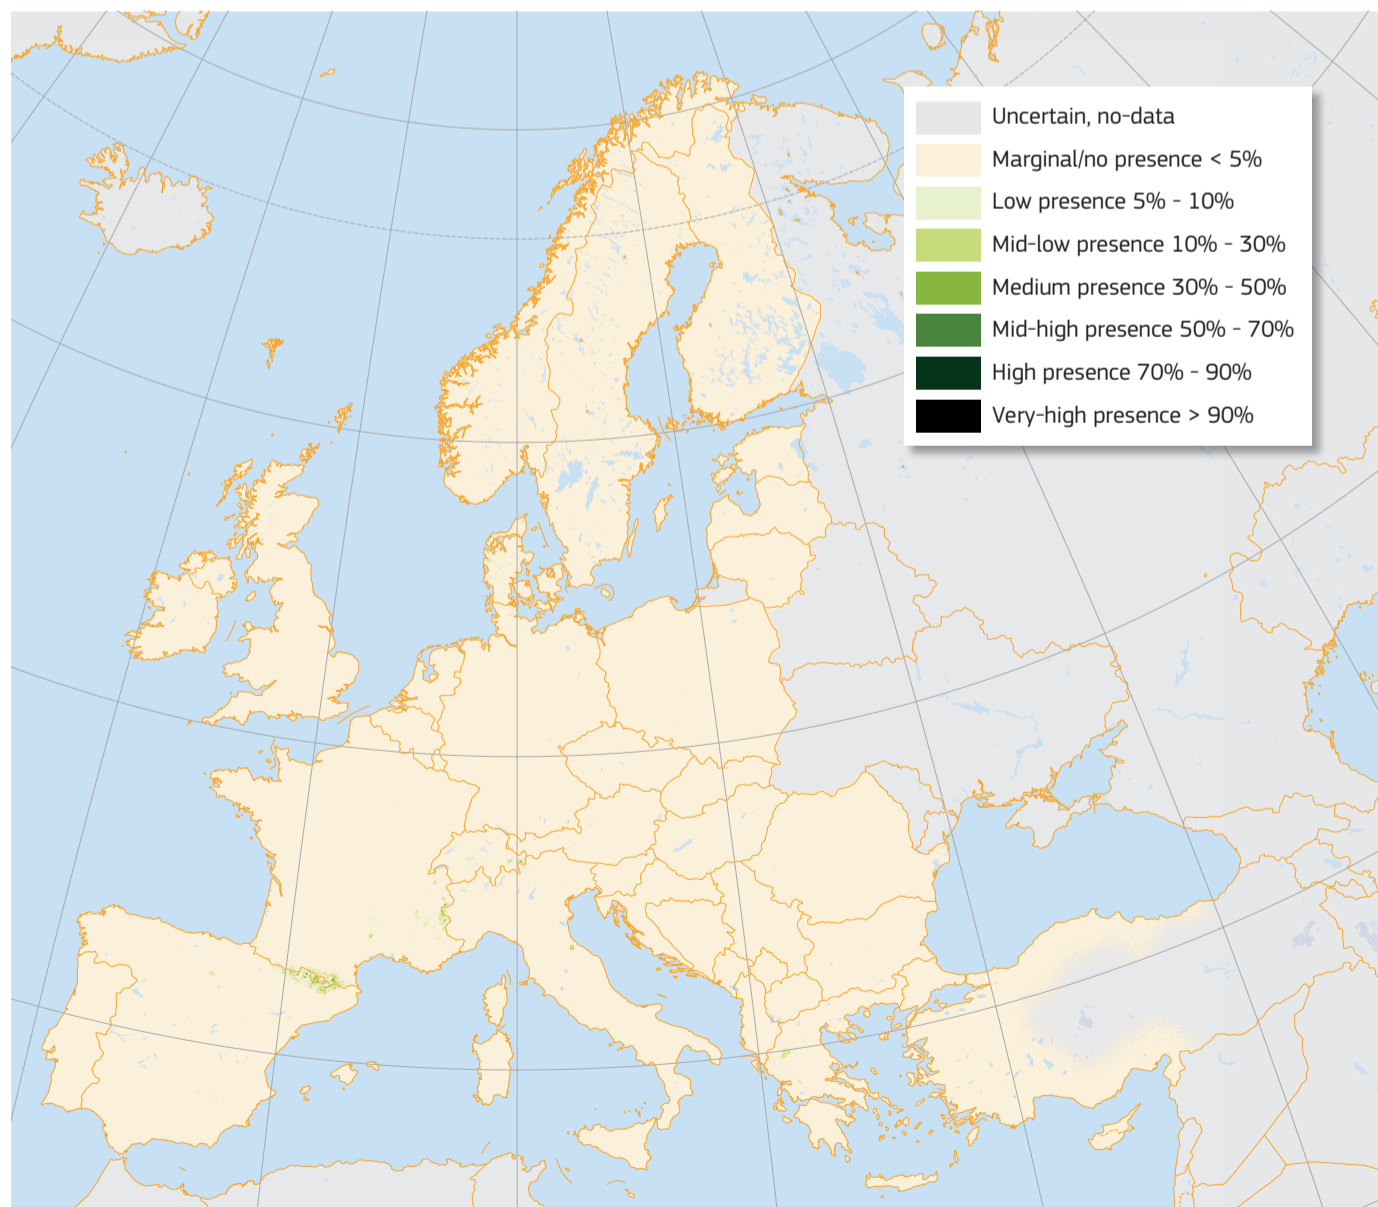 Uncertain, no-data
Marginal/no presence < 5%
Low presence 5% - 10%
Mid-low presence 10% - 30%
Medium presence 30% - 50%
Mid-high presence 50% - 70%
High presence 70% - 90%
Very-high presence > 90%